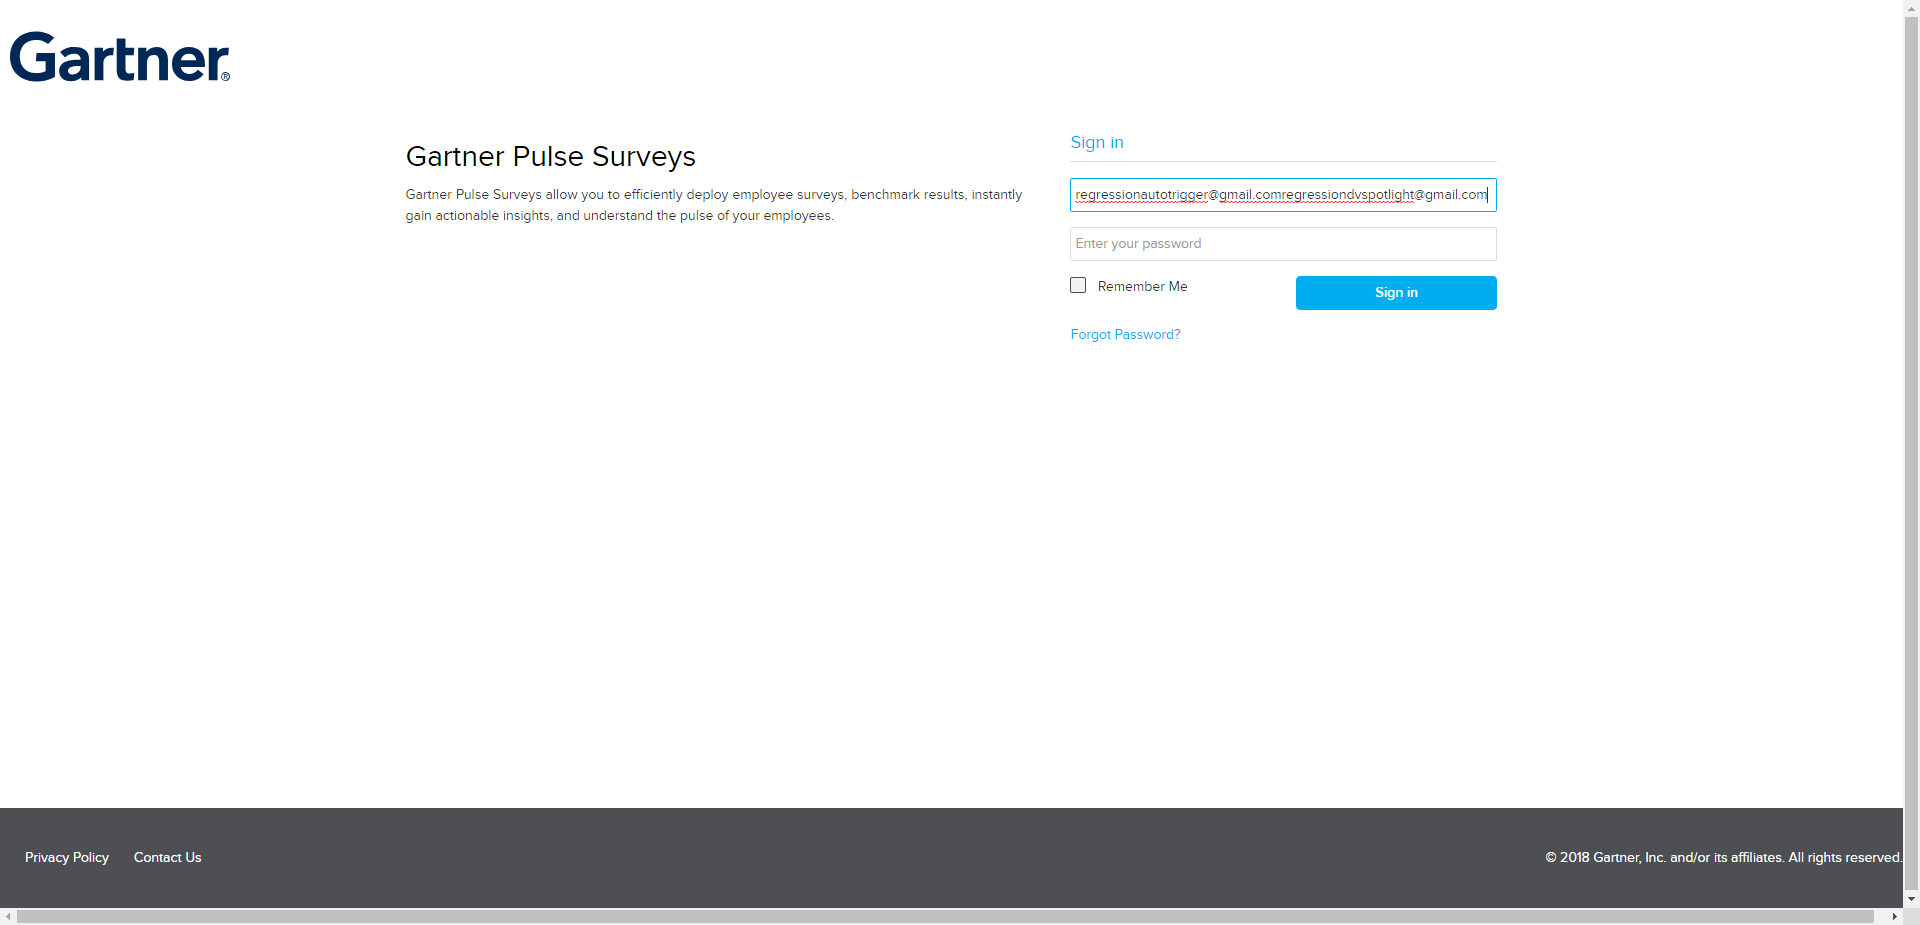 Gartner®
Gartner Pulse Surveys
Gartner Pulse Surveys allow you to efficiently deploy employee surveys, benchmark results, instantly
gain actionable insights, and understand the pulse of your employees.
Sign in
regressionautotrigger@gmail.comregressiondvspotlight@gmail.com
Enter your password
Remember Me
Sign in
Forgot Password?
Privacy Policy
Contact Us
© 2018 Gartner, Inc. and/or its affiliates. All rights reserved.